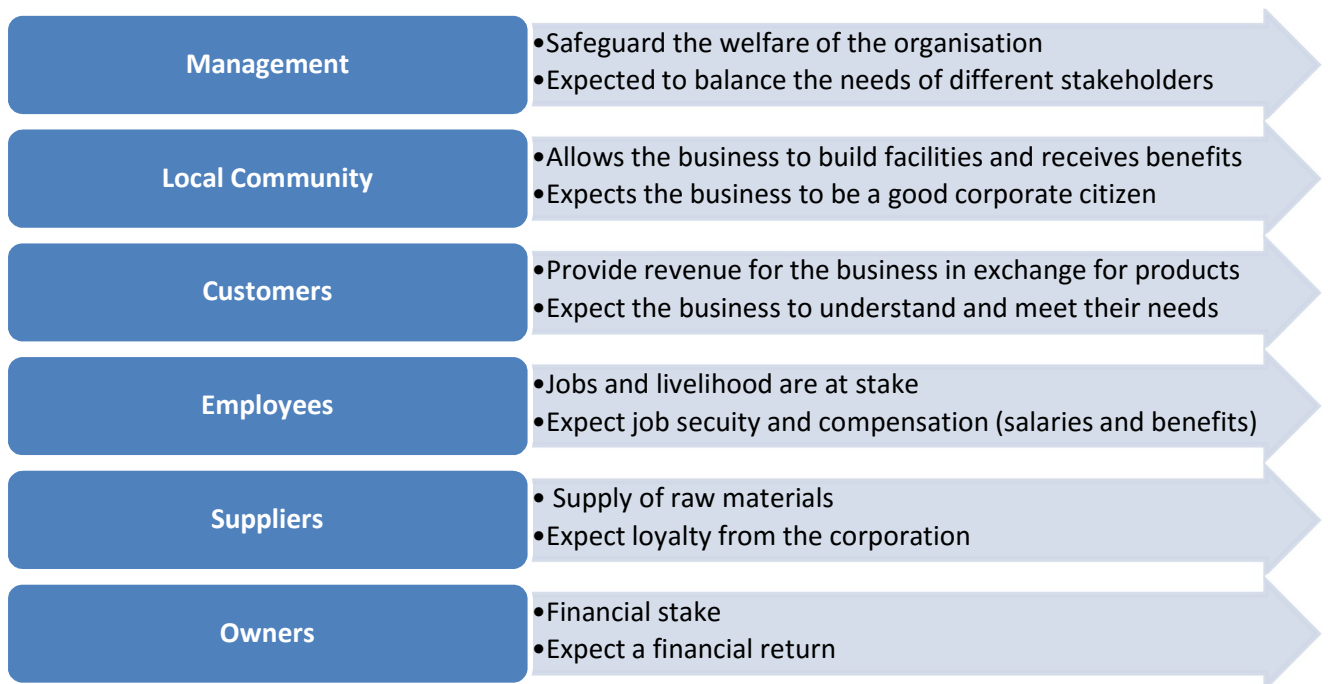 Management
•Safeguard the welfare of the organisation
•Expected to balance the needs of different stakeholders
Local Community
•Allows the business to build facilities and receives benefits
•Expects the business to be a good corporate citizen
Customers
•Provide revenue for the business in exchange for products
•Expect the business to understand and meet their needs
Employees
•Jobs and livelihood are at stake
•Expect job secuity and compensation (salaries and benefits)
Suppliers
• Supply of raw materials
•Expect loyalty from the corporation
Owners
•Financial stake
•Expect a financial return